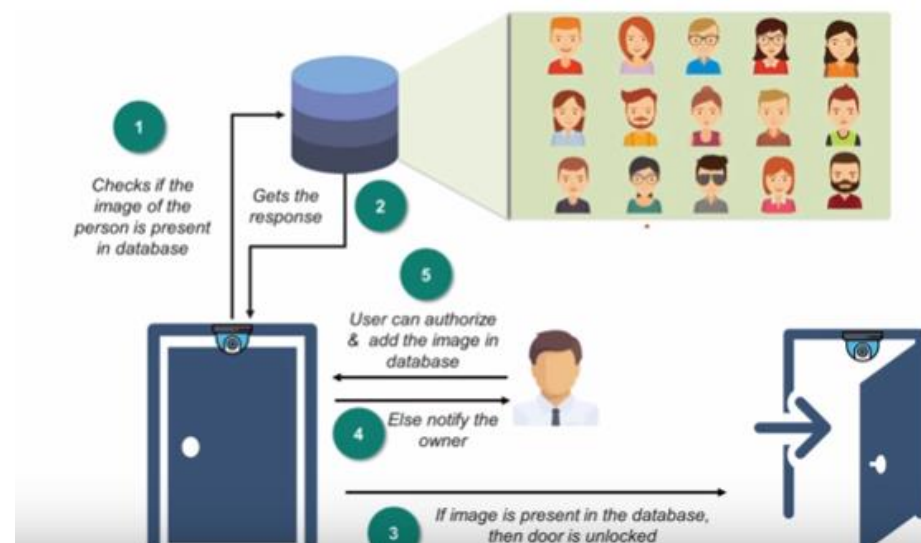 1
Checks if the
image of the
person is present
in database
Gets the
response
2
5
User can authorize
& add the image in
database
4
Else notify the
owner
3
If image is present in the database,
then door is unlocked